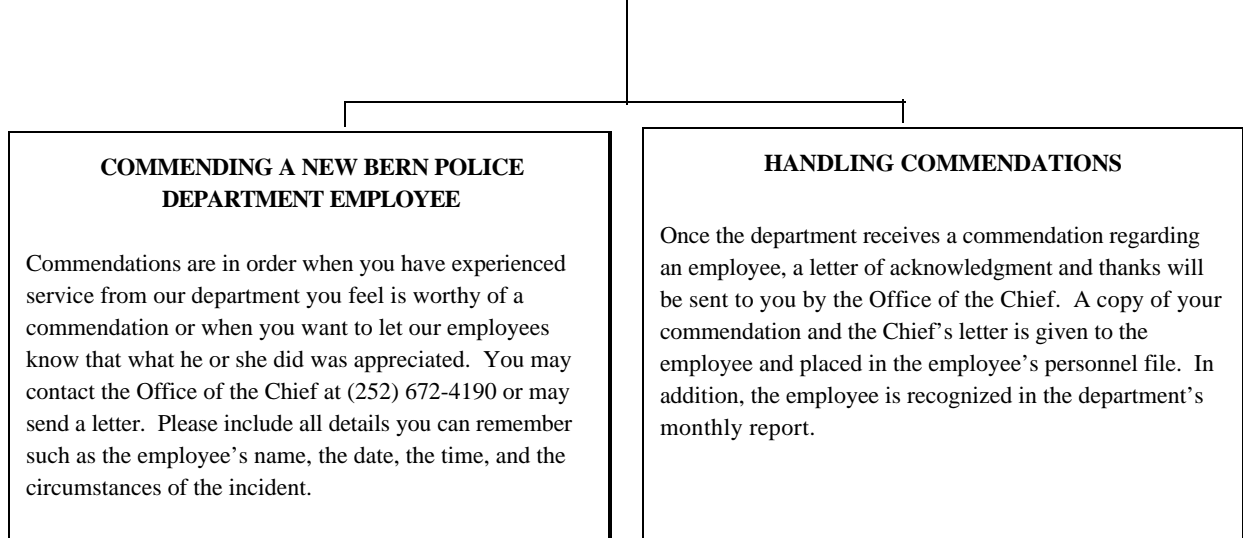 COMMENDING A NEW BERN POLICE
DEPARTMENT EMPLOYEE
Commendations are in order when you have experienced
service from our department you feel is worthy of a
commendation or when you want to let our employees
know that what he or she did was appreciated.  You may
contact the Office of the Chief at (252) 672-4190 or may
send a letter.  Please include all details you can remember
such as the employee’s name, the date, the time, and the
circumstances of the incident.
HANDLING COMMENDATIONS
Once the department receives a commendation regarding
an employee, a letter of acknowledgment and thanks will
be sent to you by the Office of the Chief.  A copy of your
commendation and the Chief’s letter is given to the
employee and placed in the employee’s personnel file.  In
addition, the employee is recognized in the department’s
monthly report.